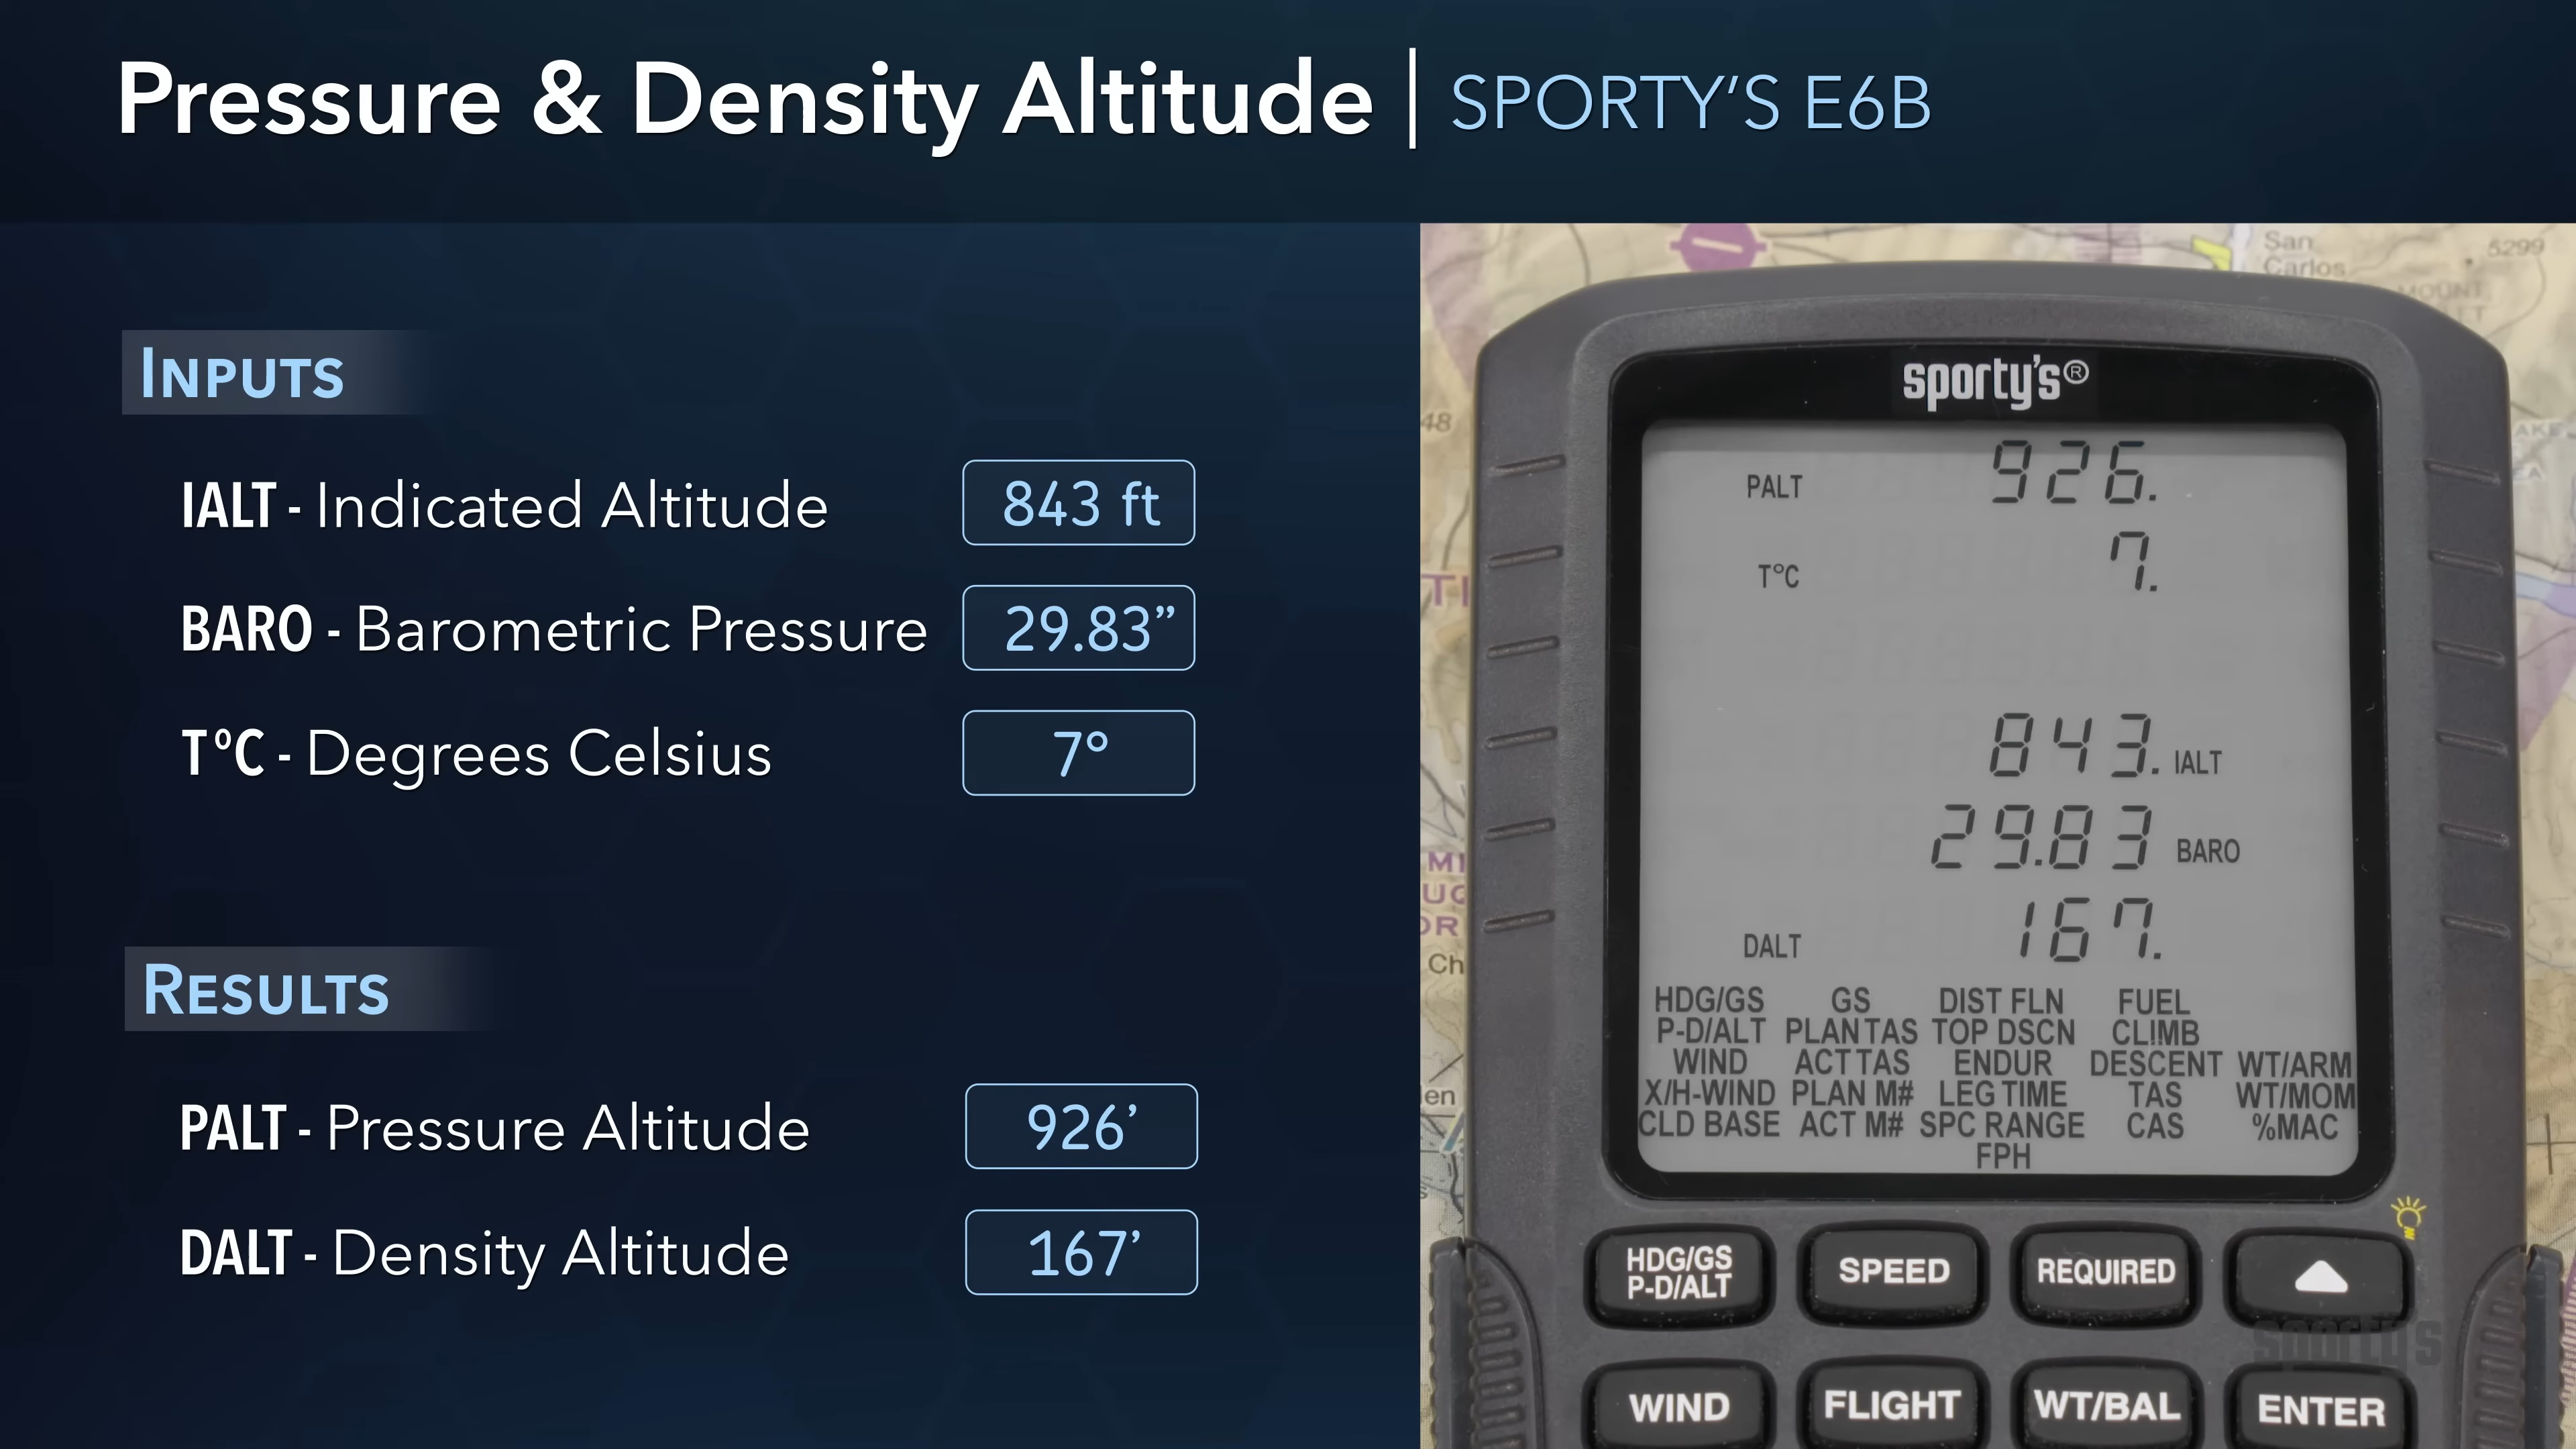 Pressure & Density Altitude | SPORTY'S E6B
INPUTS
IALT - Indicated Altitude 843 ft
BARO - Barometric Pressure 29.83”
T°C - Degrees Celsius 7°
RESULTS
PALT - Pressure Altitude 926’
DALT - Density Altitude 167’
San
Carlos
5299
MOUNT
48
sporty's®
PALT 926.
T°C 7.
843. IALT
29.83 BARO
DALT 167.
HDG/GS GS DIST FLN FUEL
P-D/ALT PLAN TAS TOP DSCN CLIMB
WIND ACT TAS ENDUR DESCENT WT/ARM
X/H-WIND PLAN M# LEG TIME TAS WT/MOM
CLD BASE ACT M# SPC RANGE CAS %MAC
FPH
HDG/GS
P-D/ALT
SPEED
REQUIRED
sporty's
WIND
FLIGHT
WT/BAL
ENTER